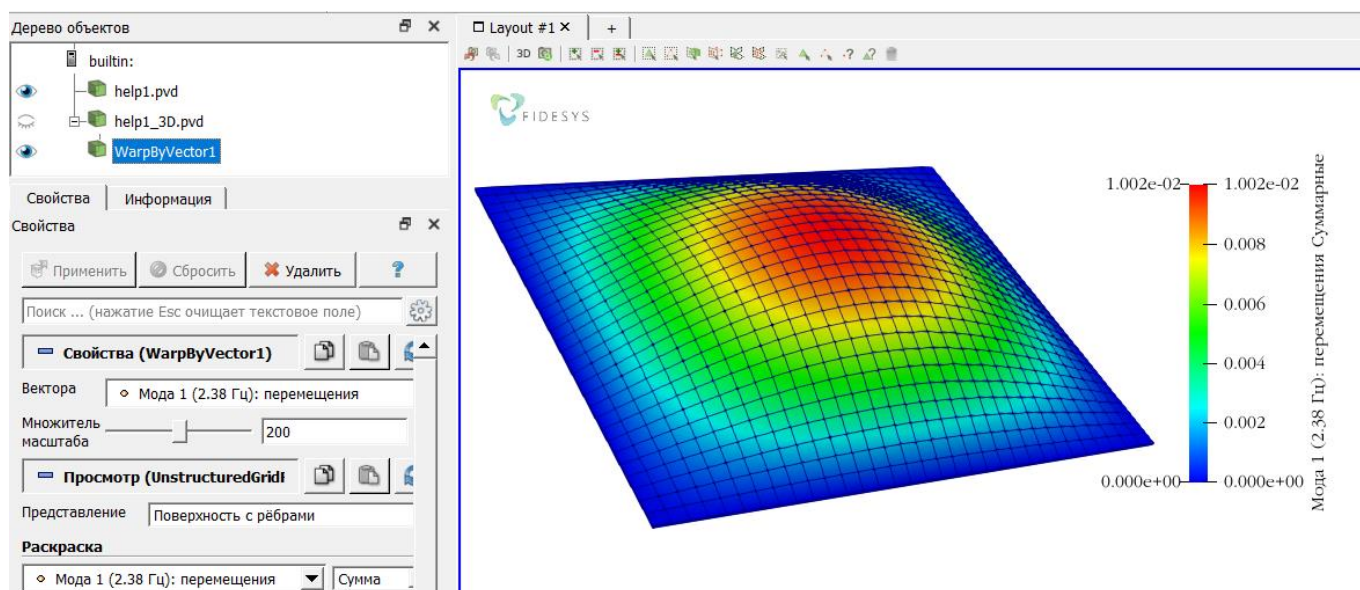 Дерево объектов
builtin:
help1.pvd
help1_3D.pvd
WarpByVector1
Свойства
Информация
Свойства
Применить
Сбросить
Удалить
?
Поиск ... (нажатие Esc очищает текстовое поле)
Свойства (WarpByVector1)
Вектора
Мода 1 (2.38 Гц): перемещения
Множитель масштаба
200
Просмотр (UnstructuredGridI
Представление
Поверхность с рёбрами
Раскраска
Мода 1 (2.38 Гц): перемещения
Сумма
Layout #1
+
3D
FIDESYS
1.002e-02
1.002e-02
0.008
0.006
0.004
0.002
0.000e+00
0.000e+00
Мода 1 (2.38 Гц): перемещения Суммарные